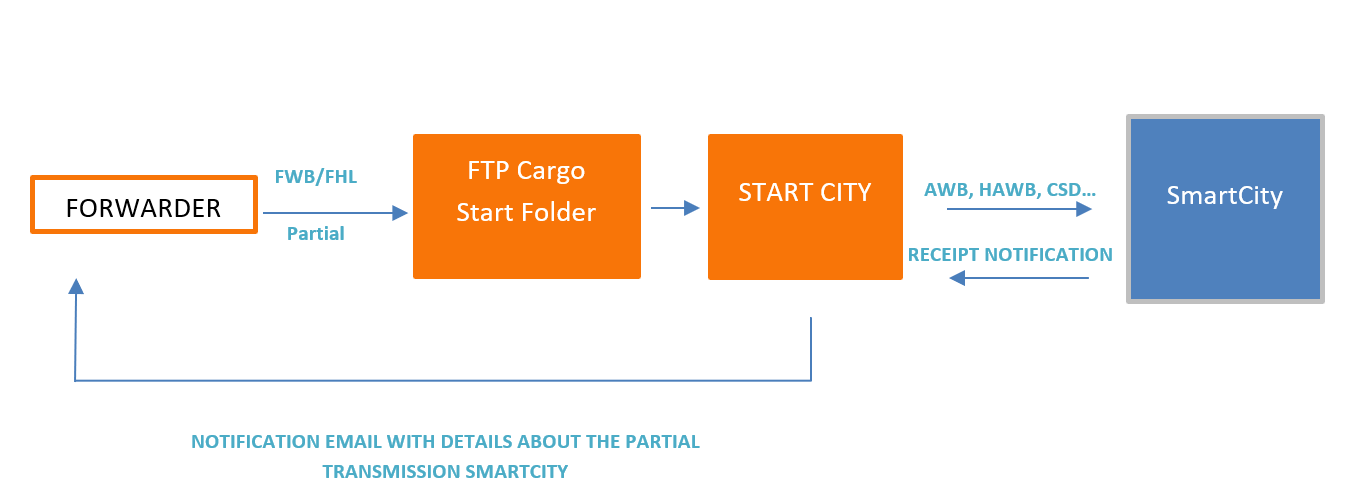 FORWARDER
FWB/FHL
Partial
FTP Cargo
Start Folder
START CITY
AWB, HAWB, CSD...
RECEIPT NOTIFICATION
SmartCity
NOTIFICATION EMAIL WITH DETAILS ABOUT THE PARTIAL
TRANSMISSION SMARTCITY